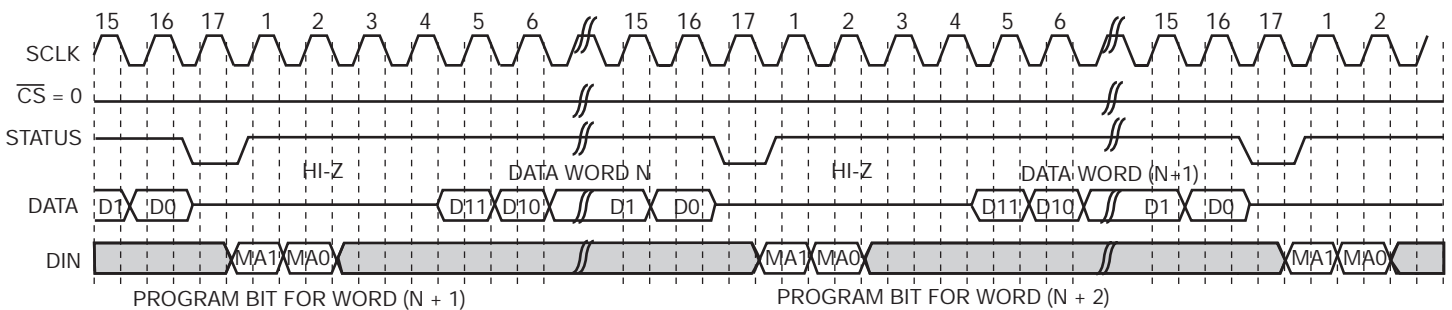 15 16 17 1 2 3 4 5 6 15 16 17 1 2 3 4 5 6 15 16 17 1 2
SCLK
CS = 0
STATUS
HI-Z DATA WORD N HI-Z DATA WORD (N+1)
DATA D1 D0 D11 D10 D1 D0 D11 D10 D1 D0
DIN MA1 MA0 MA1 MA0 MA1 MA0
PROGRAM BIT FOR WORD (N + 1) PROGRAM BIT FOR WORD (N + 2)